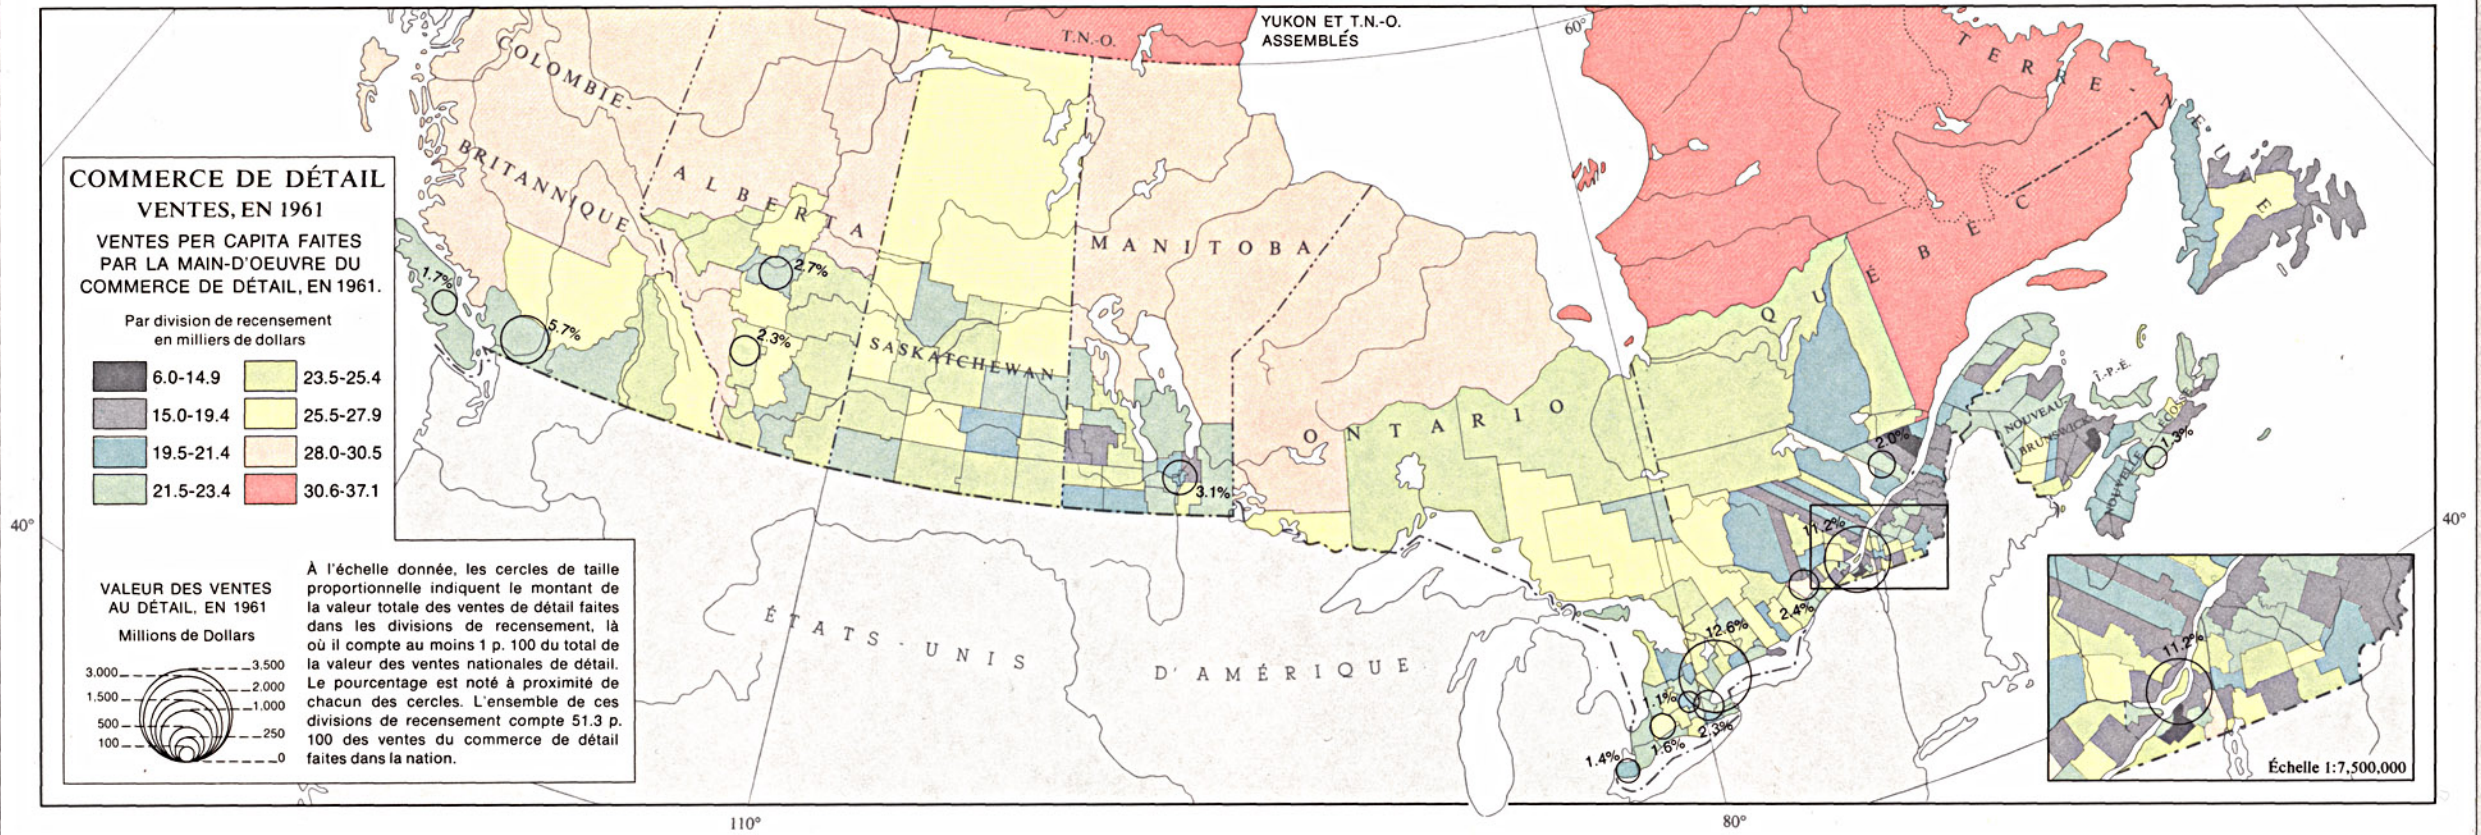 YUKON ET T.N.-O.
ASSEMBLÉS
60°
T.N.-O.
TERRE-NEUVE
COLOMBIE-
BRITANNIQUE
ALBERTA
SASKATCHEWAN
MANITOBA
ONTARIO
QUÉBEC
Î.-P.-É.
NOUVEAU
BRUNSWICK
NOUVELLE
ÉCOSSE
ÉTATS-UNIS D'AMÉRIQUE
COMMERCE DE DÉTAIL
VENTES, EN 1961
VENTES PER CAPITA FAITES
PAR LA MAIN-D'OEUVRE DU
COMMERCE DE DÉTAIL, EN 1961.
Par division de recensement
en milliers de dollars
6.0-14.9 23.5-25.4
15.0-19.4 25.5-27.9
19.5-21.4 28.0-30.5
21.5-23.4 30.6-37.1
VALEUR DES VENTES
AU DÉTAIL, EN 1961
Millions de Dollars
3.500
3.000
2.000
1.500
1.000
500
250
100
0
À l'échelle donnée, les cercles de taille
proportionnelle indiquent le montant de
la valeur totale des ventes de détail faites
dans les divisions de recensement, là
où il compte au moins 1 p. 100 du total de
la valeur des ventes nationales de détail.
Le pourcentage est noté à proximité de
chacun des cercles. L'ensemble de ces
divisions de recensement compte 51.3 p.
100 des ventes du commerce de détail
faites dans la nation.
1.7%
5.7%
2.7%
2.3%
3.1%
2.0%
1.3%
11.2%
2.4%
12.6%
1.1%
2.3%
1.6%
1.4%
11.2%
Échelle 1:7,500,000
40°
40°
110°
80°